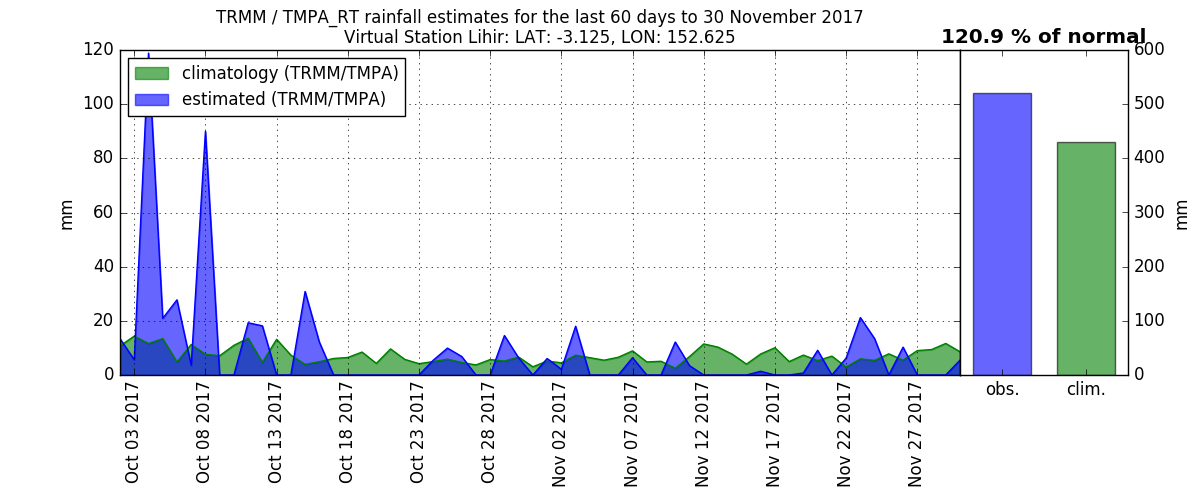 TRMM / TMPA_RT rainfall estimates for the last 60 days to 30 November 2017
Virtual Station Lihir: LAT: -3.125, LON: 152.625
120.9 % of normal
climatology (TRMM/TMPA)
estimated (TRMM/TMPA)
120
100
80
60
40
20
0
mm
Oct 03 2017
Oct 08 2017
Oct 13 2017
Oct 18 2017
Oct 23 2017
Oct 28 2017
Nov 02 2017
Nov 07 2017
Nov 12 2017
Nov 17 2017
Nov 22 2017
Nov 27 2017
obs.
clim.
600
500
400
300
200
100
0
mm